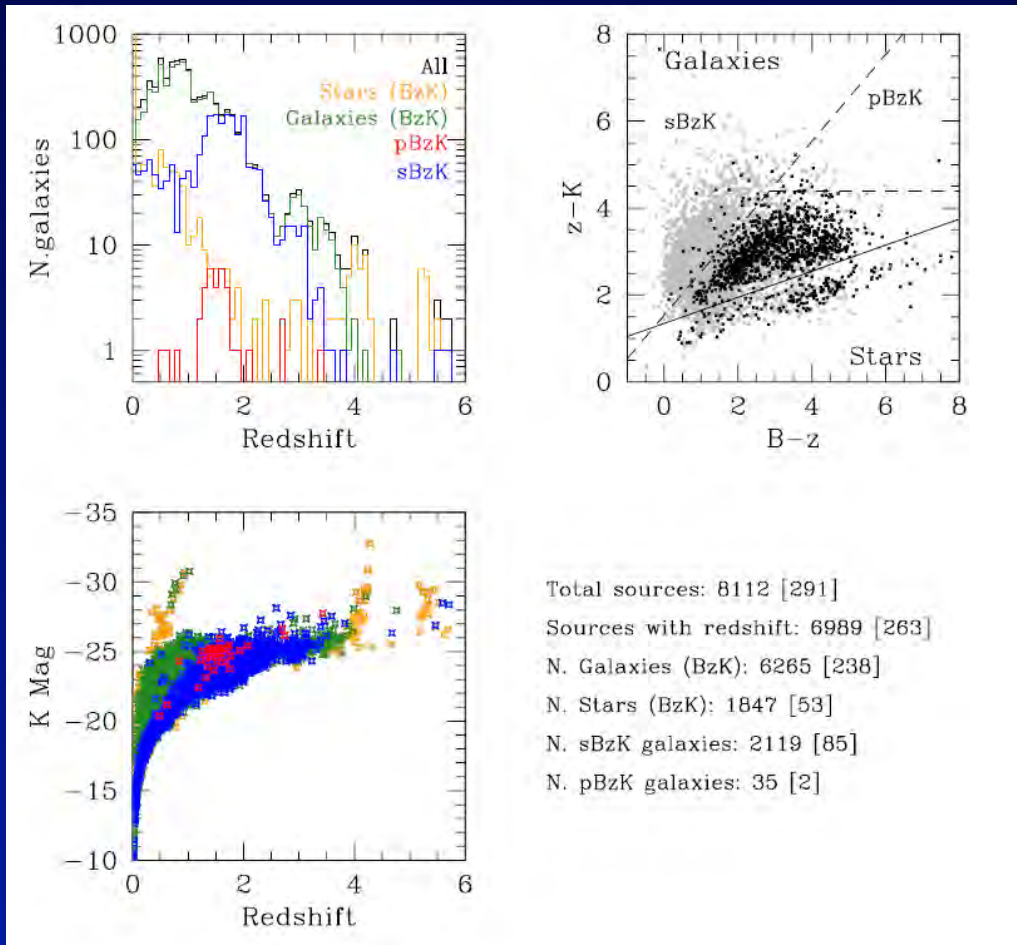 1000
100
10
1
N.galaxies
All
Stars (BzK)
Galaxies (BzK)
pBzK
sBzK
0 2 4 6
Redshift
8
6
4
2
0
z-K
Galaxies
pBzK
sBzK
Stars
0 2 4 6 8
B-z
-35
-30
-25
-20
-15
-10
K Mag
0 2 4 6
Redshift
Total sources: 8112 [291]
Sources with redshift: 6989 [263]
N. Galaxies (BzK): 6265 [238]
N. Stars (BzK): 1847 [53]
N. sBzK galaxies: 2119 [85]
N. pBzK galaxies: 35 [2]